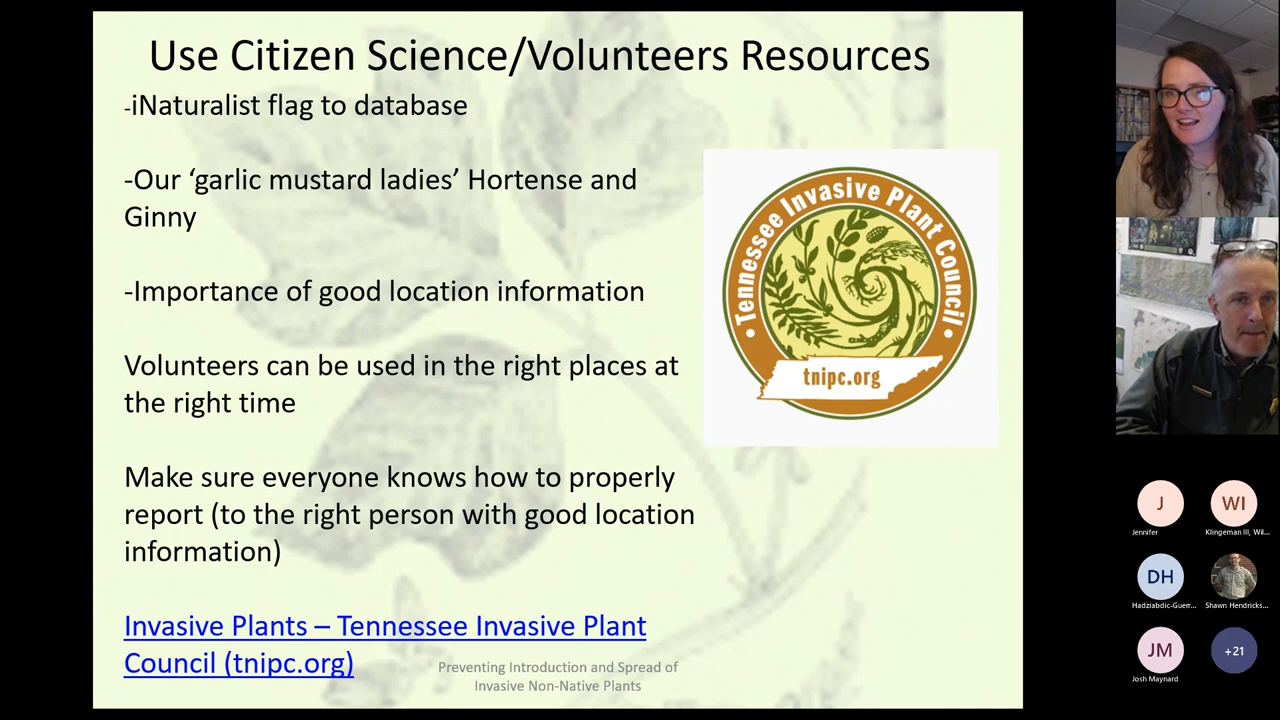 Use Citizen Science/Volunteers Resources
-iNaturalist flag to database
-Our ‘garlic mustard ladies’ Hortense and
Ginny
-Importance of good location information
Volunteers can be used in the right places at
the right time
Make sure everyone knows how to properly
report (to the right person with good location
information)
Invasive Plants – Tennessee Invasive Plant
Council (tnipc.org)
Preventing Introduction and Spread of
Invasive Non-Native Plants
• Tennessee Invasive Plant Council •
tnipc.org
J
WI
Jennifer
Klingeman III, Wil...
DH
Hadziabdic-Guerr...
Shawn Hendricks...
JM
+21
Josh Maynard